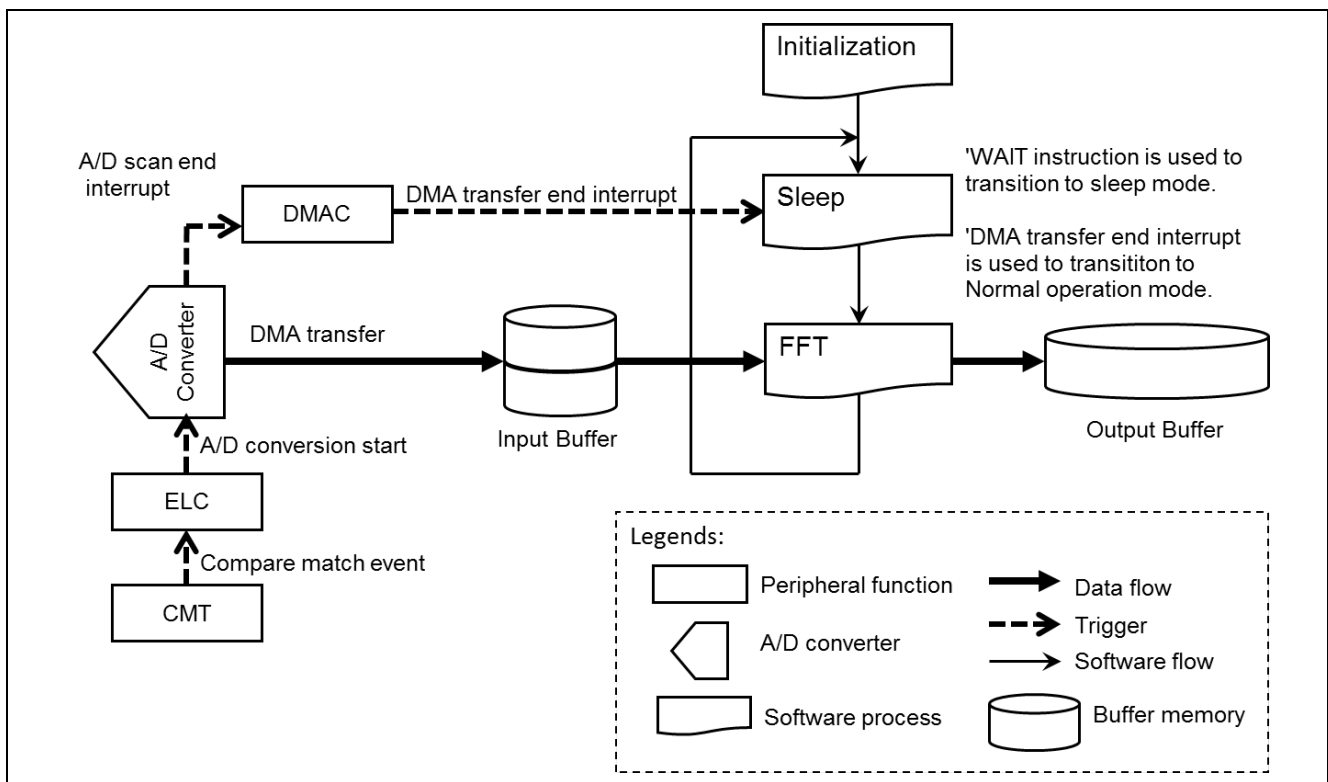 Initialization
A/D scan end
interrupt
DMAC
DMA transfer end interrupt
Sleep
'WAIT instruction is used to
transition to sleep mode.
'DMA transfer end interrupt
is used to transititon to
Normal operation mode.
A/D
Converter
DMA transfer
Input Buffer
FFT
Output Buffer
A/D conversion start
ELC
Compare match event
CMT
Legends:
Peripheral function
Data flow
Trigger
A/D converter
Software flow
Software process
Buffer memory